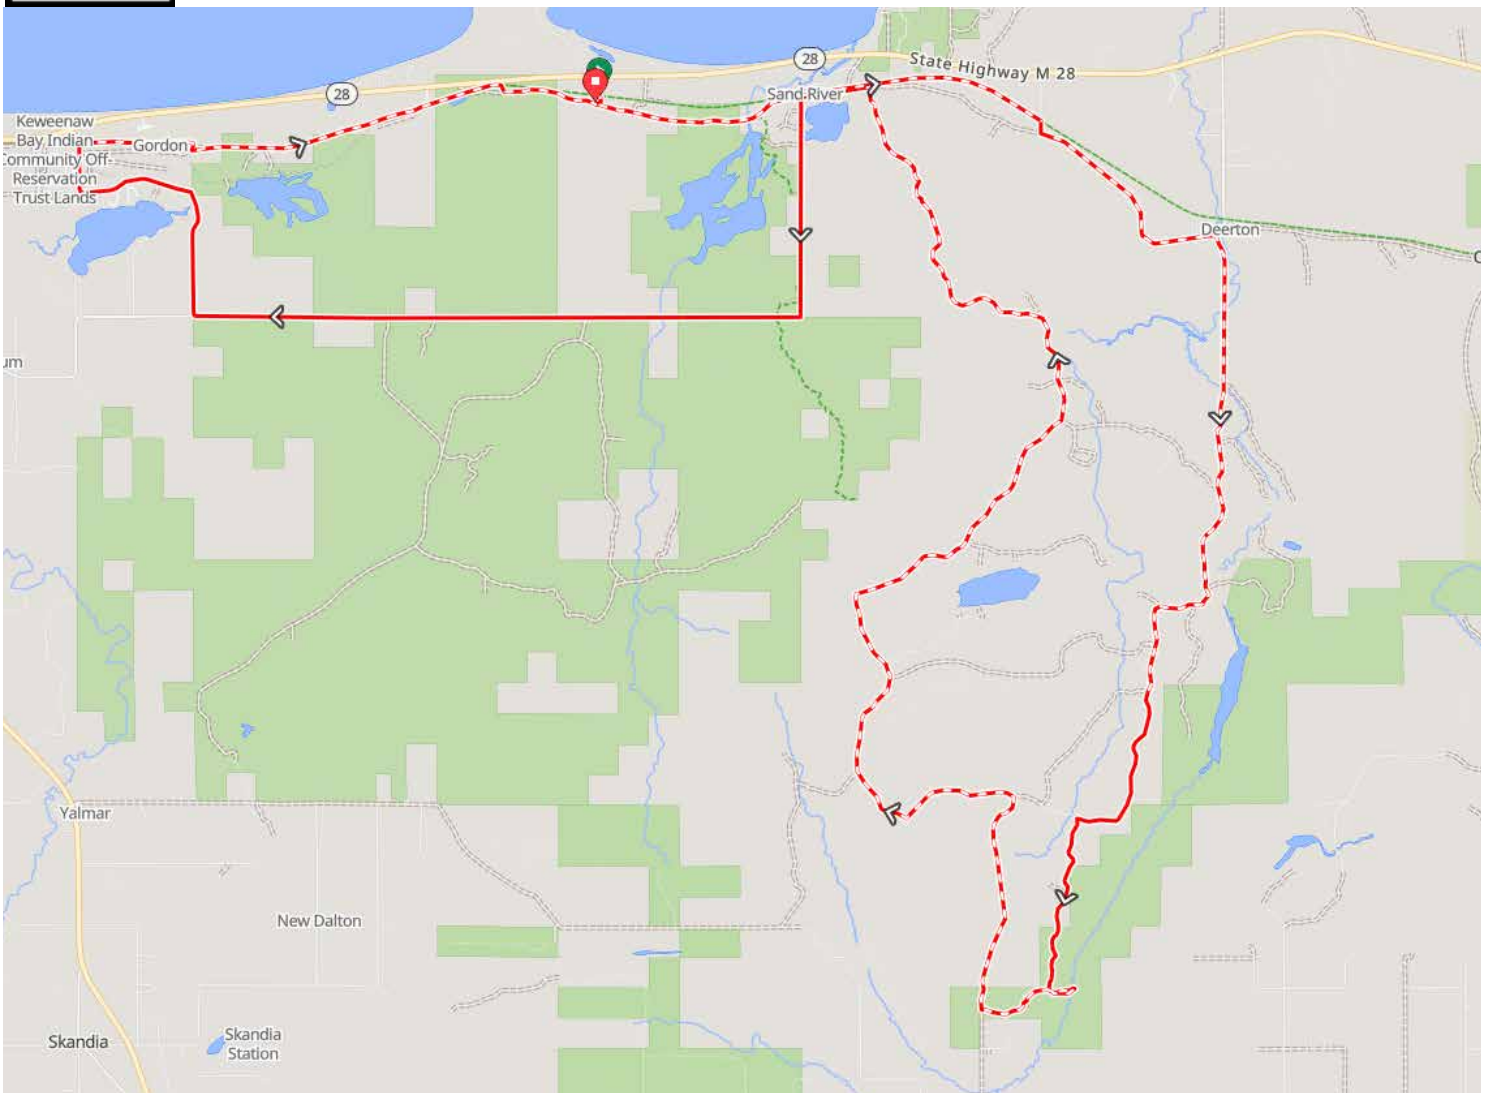 28
State Highway M 28
28
Sand River
Keweenaw
Bay Indian
Community Off-
Reservation
Trust Lands
Gordon
Deerton
um
Yalmar
New Dalton
Skandia
Skandia
Station